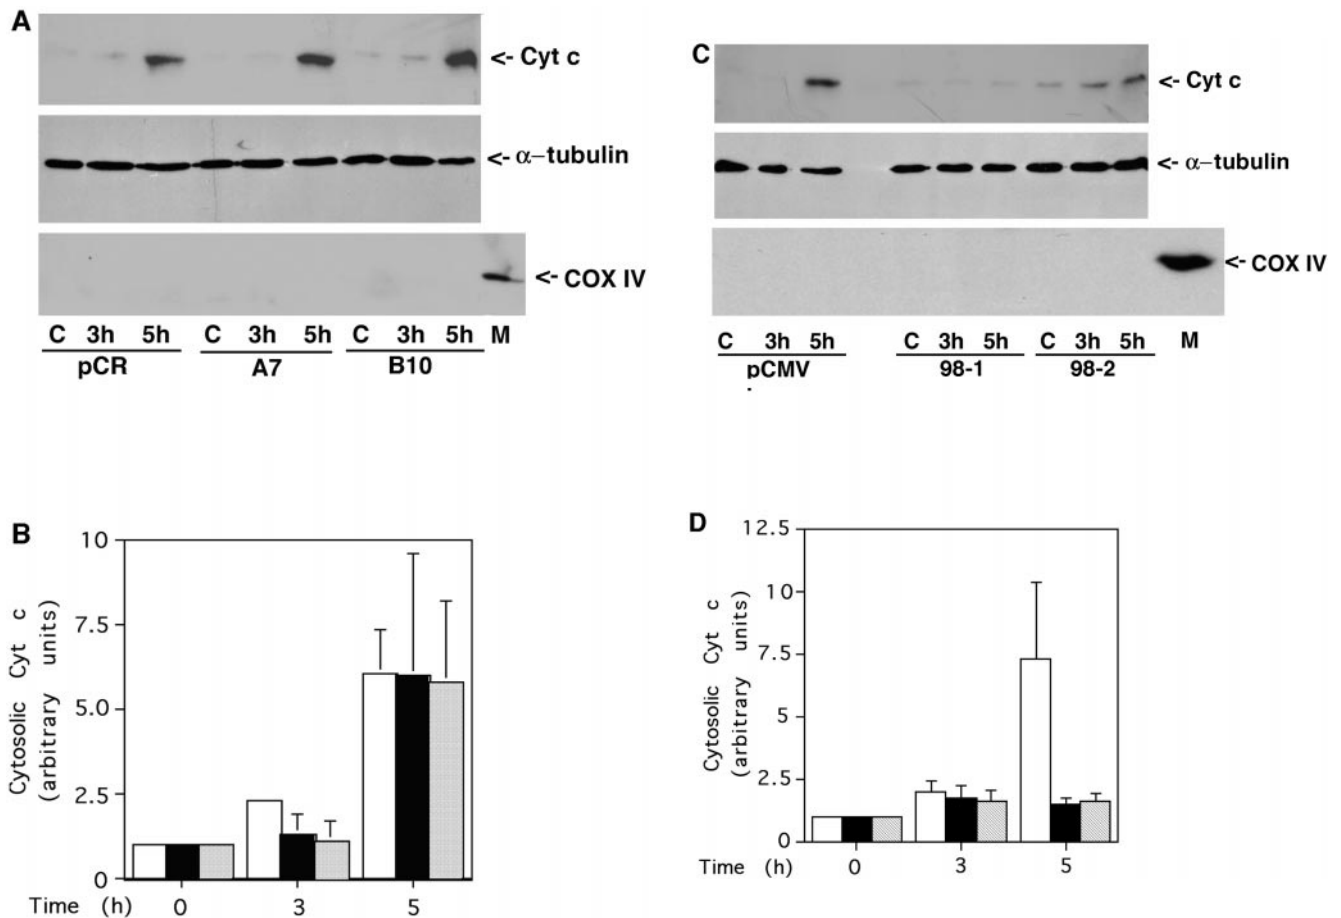 A
<- Cyt c
<- α-tubulin
<- COX IV
C 3h 5h C 3h 5h C 3h 5h M
pCR A7 B10
C
<- Cyt c
<- α-tubulin
<- COX IV
C 3h 5h C 3h 5h C 3h 5h M
pCMV 98-1 98-2
B
Cytosolic Cyt c
(arbitrary units)
10
7.5
5.0
2.5
0
Time (h) 0 3 5
D
Cytosolic Cyt c
(arbitrary units)
12.5
10
7.5
5
2.5
0
Time (h) 0 3 5